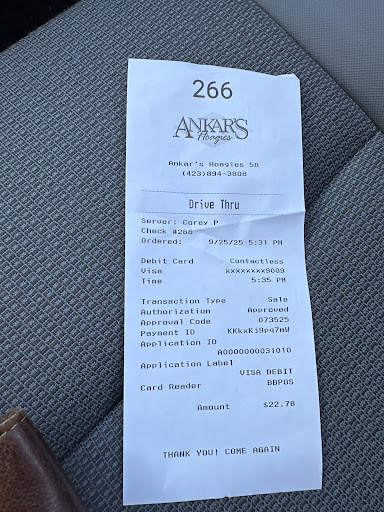 266
ANKAR'S
Hoagies
Ankar's Hoagies 58
(423)894-3808
Drive Thru
Server: Corey P
Check #266
Ordered: 9/25/25 5:31 PM
Debit Card Contactless
Visa xxxxxxxx9009
Time 5:35 PM
Transaction Type Sale
Authorization Approved
Approval Code 073525
Payment ID KKkxKj9pq7mW
Application ID
A0000000031010
Application Label
VISA DEBIT
Card Reader BBPOS
Amount $22.78
THANK YOU! COME AGAIN